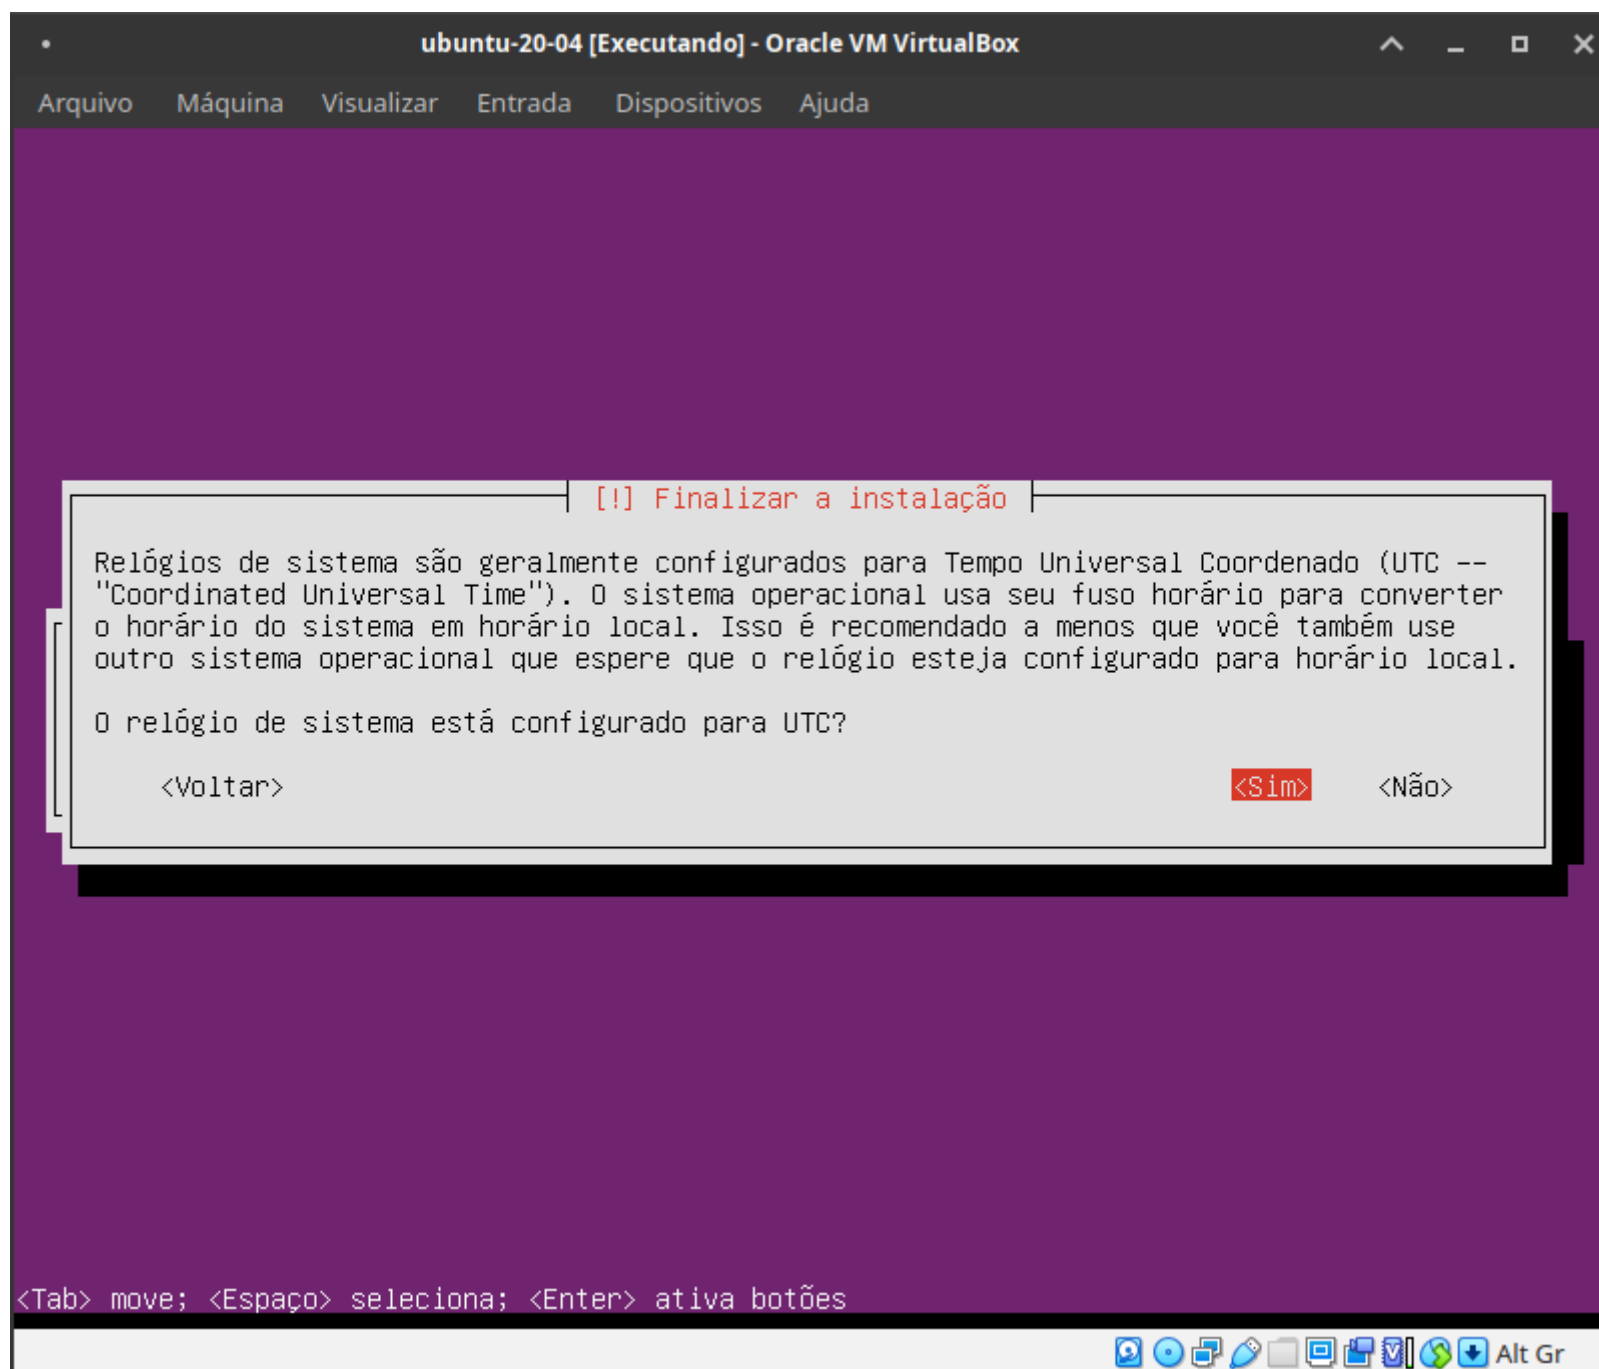 ubuntu-20-04 [Executando] - Oracle VM VirtualBox
Arquivo Máquina Visualizar Entrada Dispositivos Ajuda
[!] Finalizar a instalação
Relógios de sistema são geralmente configurados para Tempo Universal Coordenado (UTC --
"Coordinated Universal Time"). O sistema operacional usa seu fuso horário para converter
o horário do sistema em horário local. Isso é recomendado a menos que você também use
outro sistema operacional que espere que o relógio esteja configurado para horário local.
O relógio de sistema está configurado para UTC?
<Voltar> <Sim> <Não>
<Tab> move; <Espaço> seleciona; <Enter> ativa botões
Alt Gr